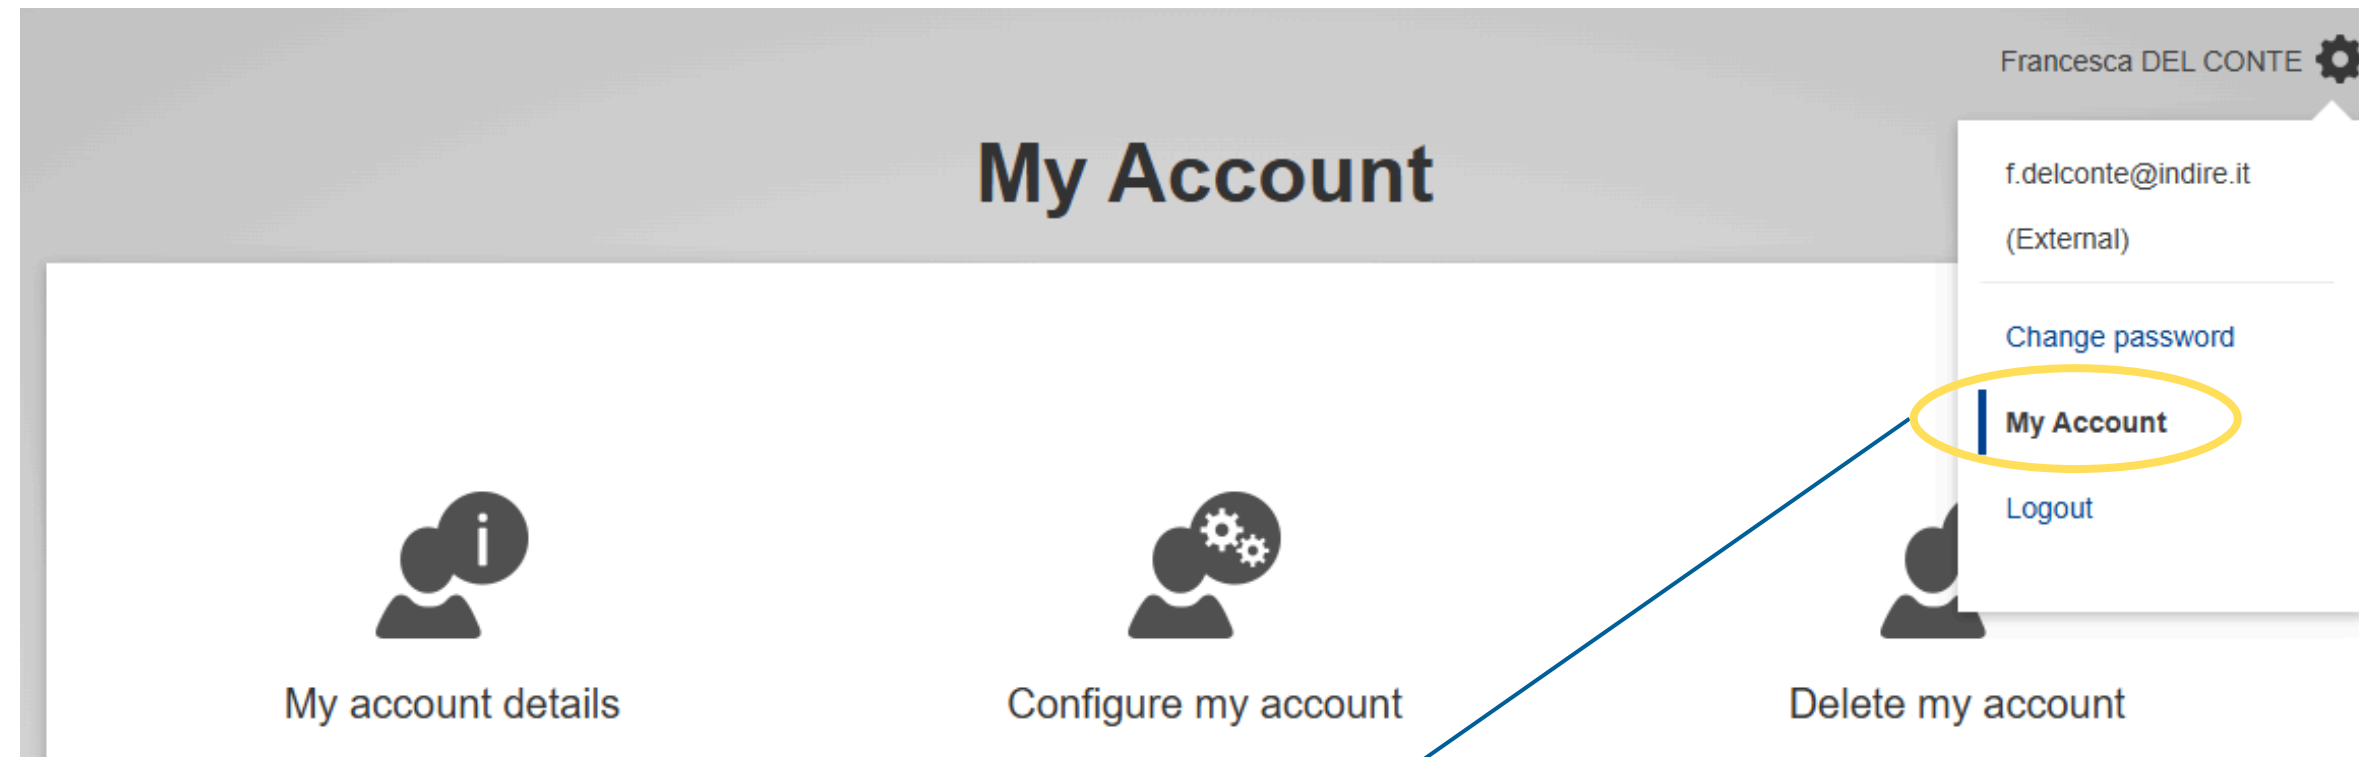 Francesca DEL CONTE
My Account
f.delconte@indire.it
(External)
Change password
My Account
Logout
i
My account details
Configure my account
Delete my account